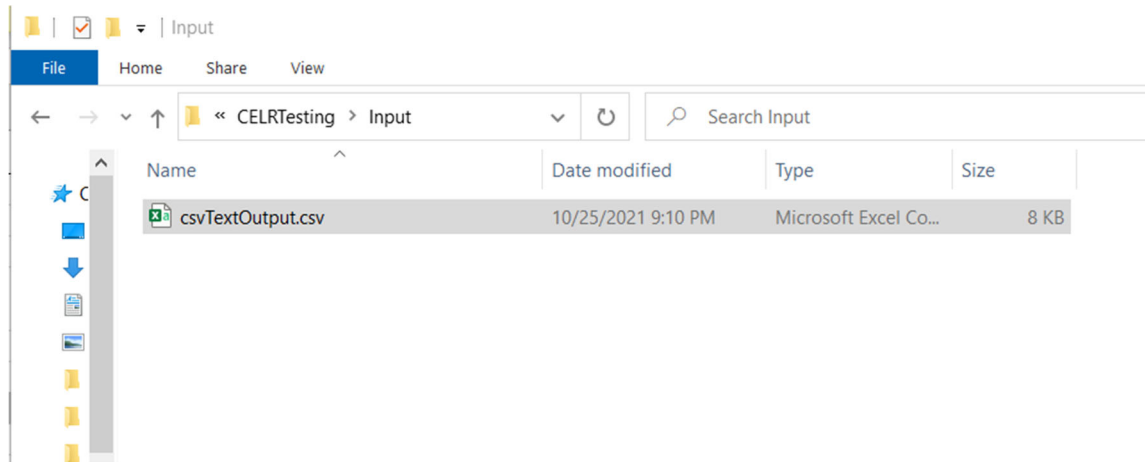 Input
File Home Share View
« CELRTesting > Input Search Input
Name Date modified Type Size
csvTextOutput.csv 10/25/2021 9:10 PM Microsoft Excel Co... 8 KB